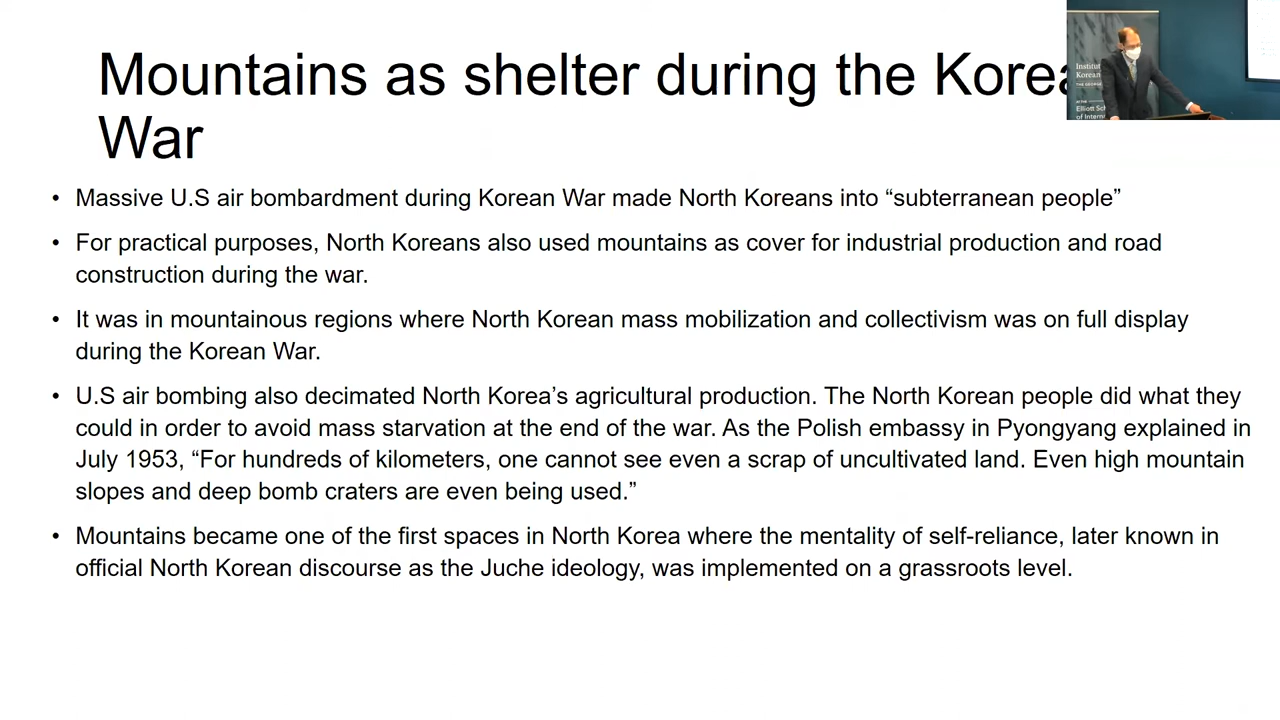 Mountains as shelter during the Korea
War
• Massive U.S air bombardment during Korean War made North Koreans into “subterranean people”
• For practical purposes, North Koreans also used mountains as cover for industrial production and road
construction during the war.
• It was in mountainous regions where North Korean mass mobilization and collectivism was on full display
during the Korean War.
• U.S air bombing also decimated North Korea’s agricultural production. The North Korean people did what they
could in order to avoid mass starvation at the end of the war. As the Polish embassy in Pyongyang explained in
July 1953, “For hundreds of kilometers, one cannot see even a scrap of uncultivated land. Even high mountain
slopes and deep bomb craters are even being used.”
• Mountains became one of the first spaces in North Korea where the mentality of self-reliance, later known in
official North Korean discourse as the Juche ideology, was implemented on a grassroots level.
Institut
Korean
Elliott Sc
of Intern